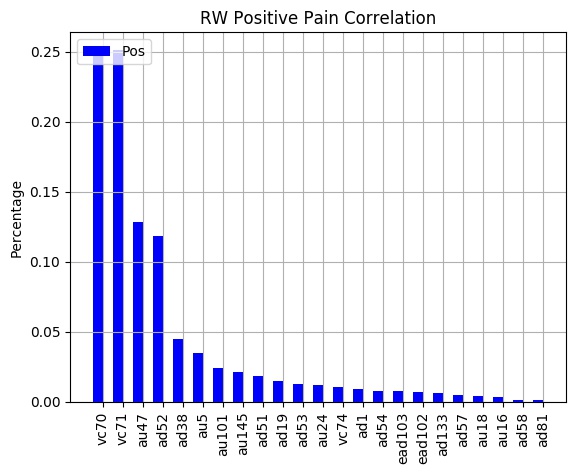 RW Positive Pain Correlation
Pos
Percentage
0.25
0.20
0.15
0.10
0.05
0.00
vc70
vc71
au47
ad52
ad38
au5
au101
au145
ad51
ad19
ad53
au24
vc74
ad1
ad54
ead103
ead102
ad133
ad57
au18
au16
ad58
ad81